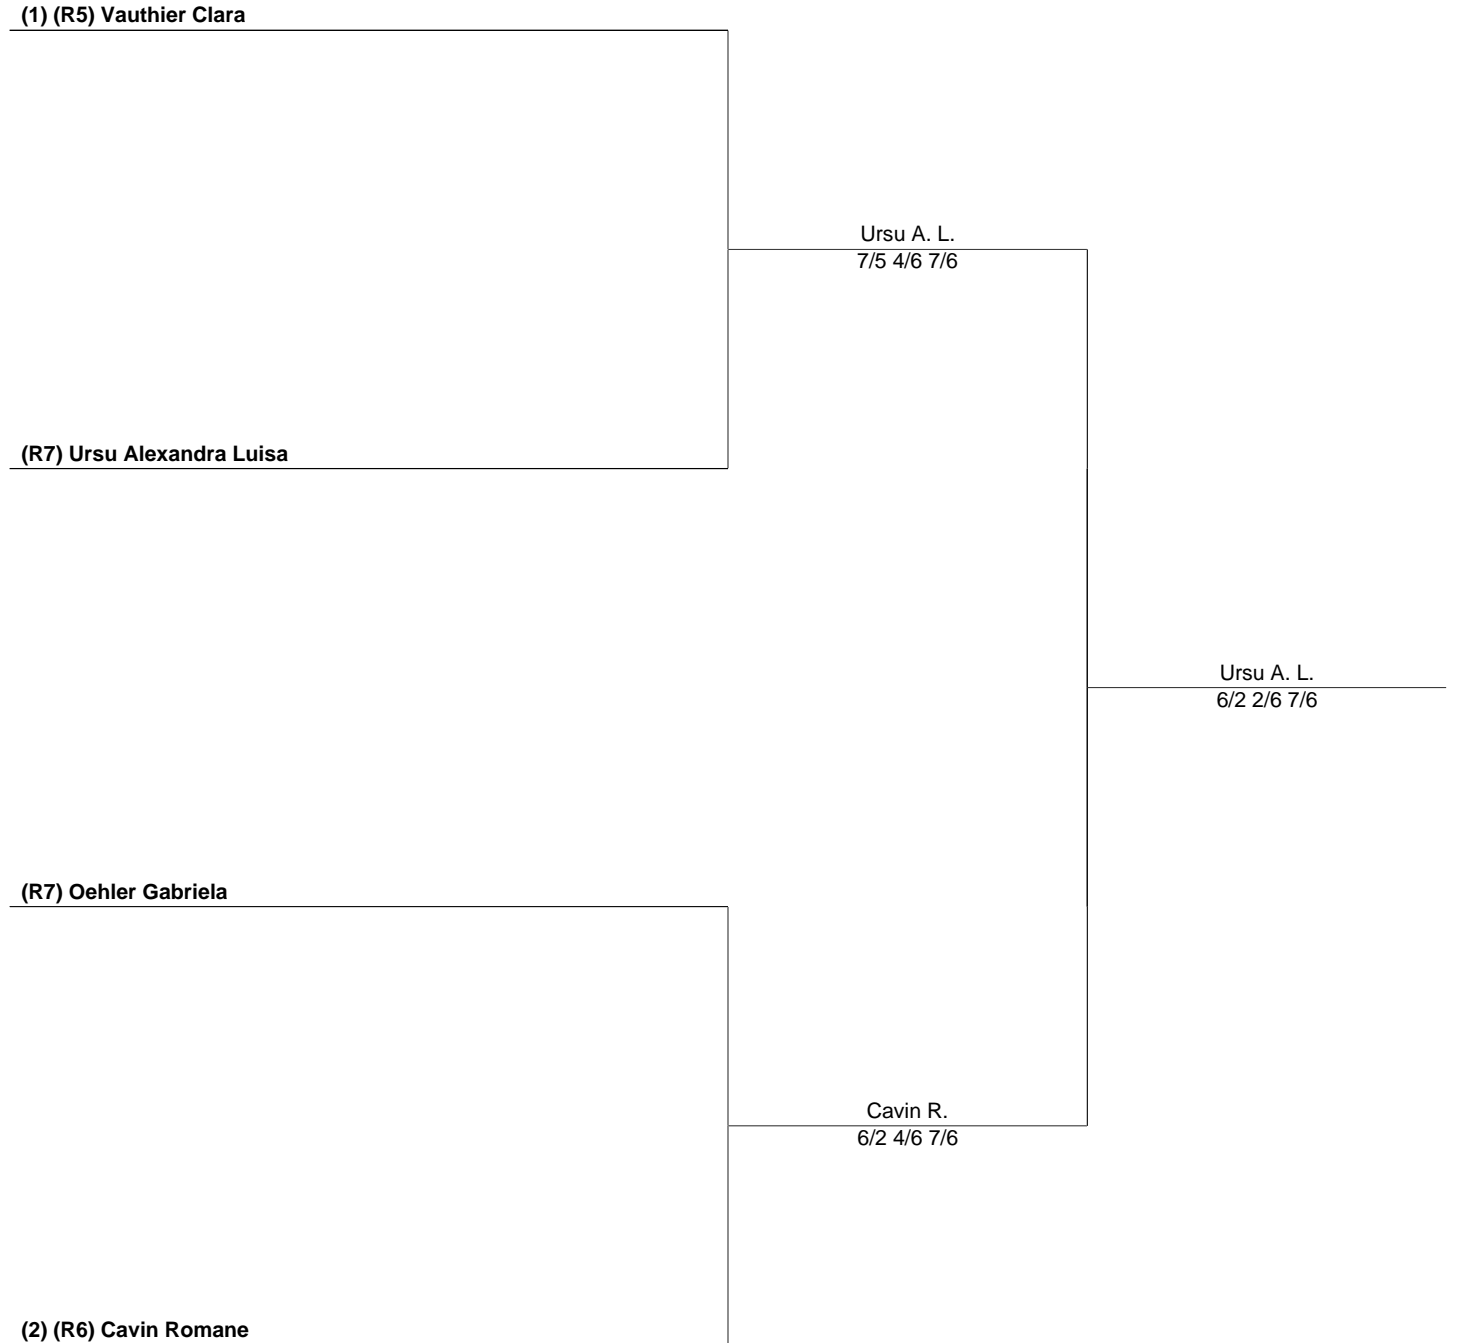 (1) (R5) Vauthier Clara
Ursu A. L.
7/5 4/6 7/6
(R7) Ursu Alexandra Luisa
Ursu A. L.
6/2 2/6 7/6
(R7) Oehler Gabriela
Cavin R.
6/2 4/6 7/6
(2) (R6) Cavin Romane